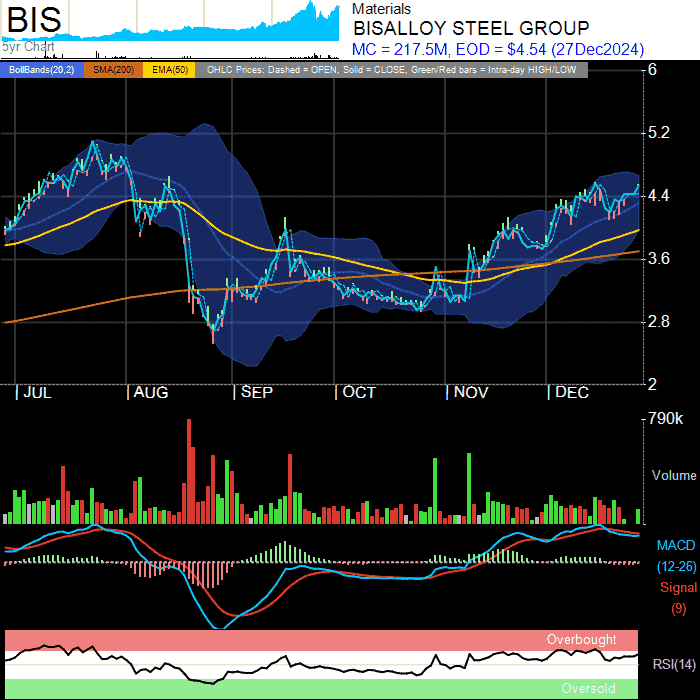 BIS
5yr Chart
Materials
BISALLOY STEEL GROUP
MC = 217.5M, EOD = $4.54 (27Dec2024)
BollBands(20,2) SMA(200) EMA(50) OHLC Prices: Dashed = OPEN, Solid = CLOSE, Green/Red bars = Intra-day HIGH/LOW
6
5.2
4.4
3.6
2.8
2
JUL AUG SEP OCT NOV DEC
790k
Volume
MACD
(12-26)
Signal
(9)
Overbought
RSI(14)
Oversold